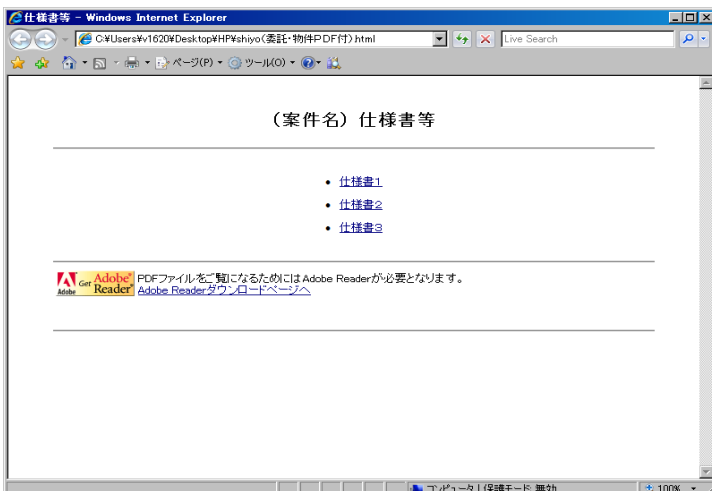 仕様書等 - Windows Internet Explorer
C:¥Users¥v1620¥Desktop¥HP¥shiyo(委託・物件PDF付).html
Live Search
ページ(P) ツール(O)
(案件名) 仕様書等
仕様書1
仕様書2
仕様書3
Adobe
Get Adobe® Reader®
PDFファイルをご覧になるためにはAdobe Readerが必要となります。
Adobe Readerダウンロードページへ
コンピュータ | 保護モード: 無効
100%